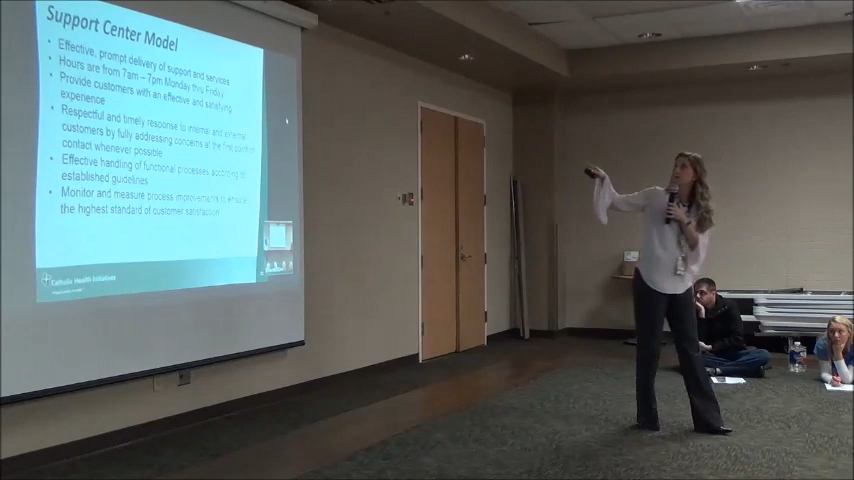 Support Center Model
• Effective, prompt delivery of support and services
• Hours are from 7am – 7pm Monday thru Friday
• Provide customers with an effective and satisfying
experience
• Respectful and timely response to internal and external
customers by fully addressing concerns at the first point of
contact when possible
• Effective handling of functional processes according to
established guidelines
• Monitor and measure process improvements to ensure
the highest standard of customer satisfaction
Catholic Health Initiatives